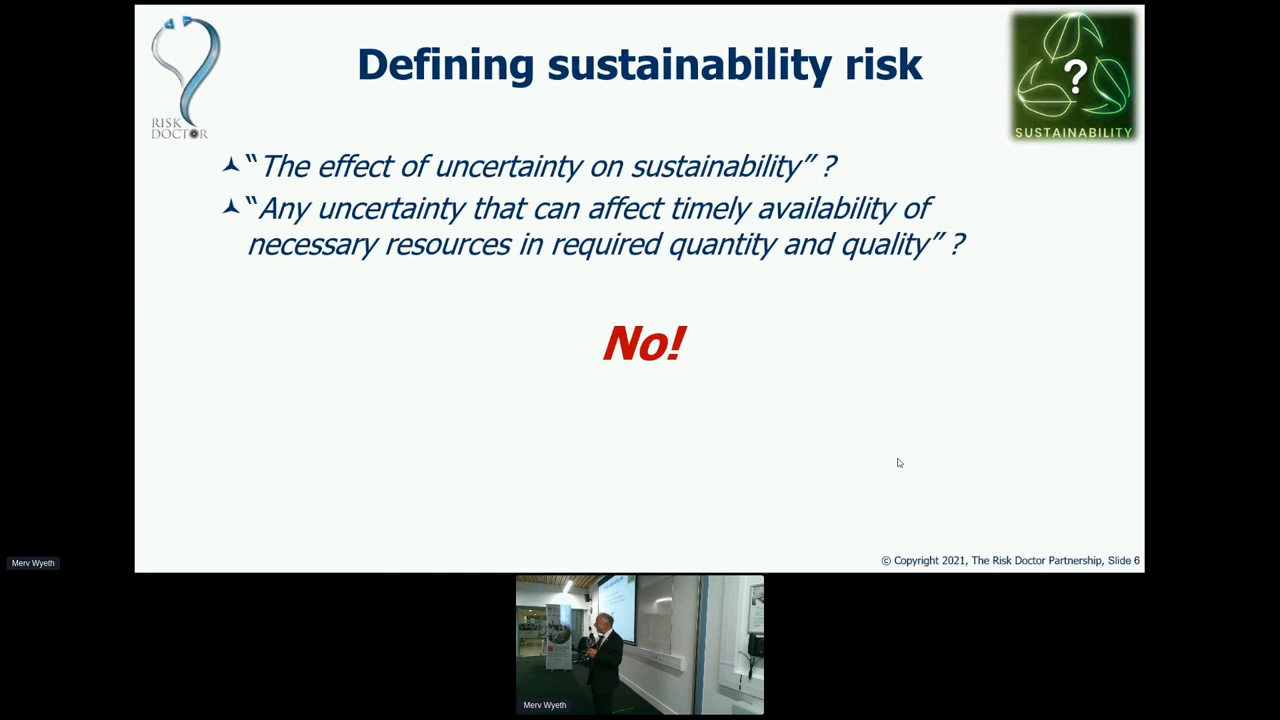 RISK
DOCTOR
Defining sustainability risk
?
SUSTAINABILITY
"The effect of uncertainty on sustainability" ?
"Any uncertainty that can affect timely availability of
necessary resources in required quantity and quality" ?
No!
© Copyright 2021, The Risk Doctor Partnership, Slide 6
Merv Wyeth
Merv Wyeth